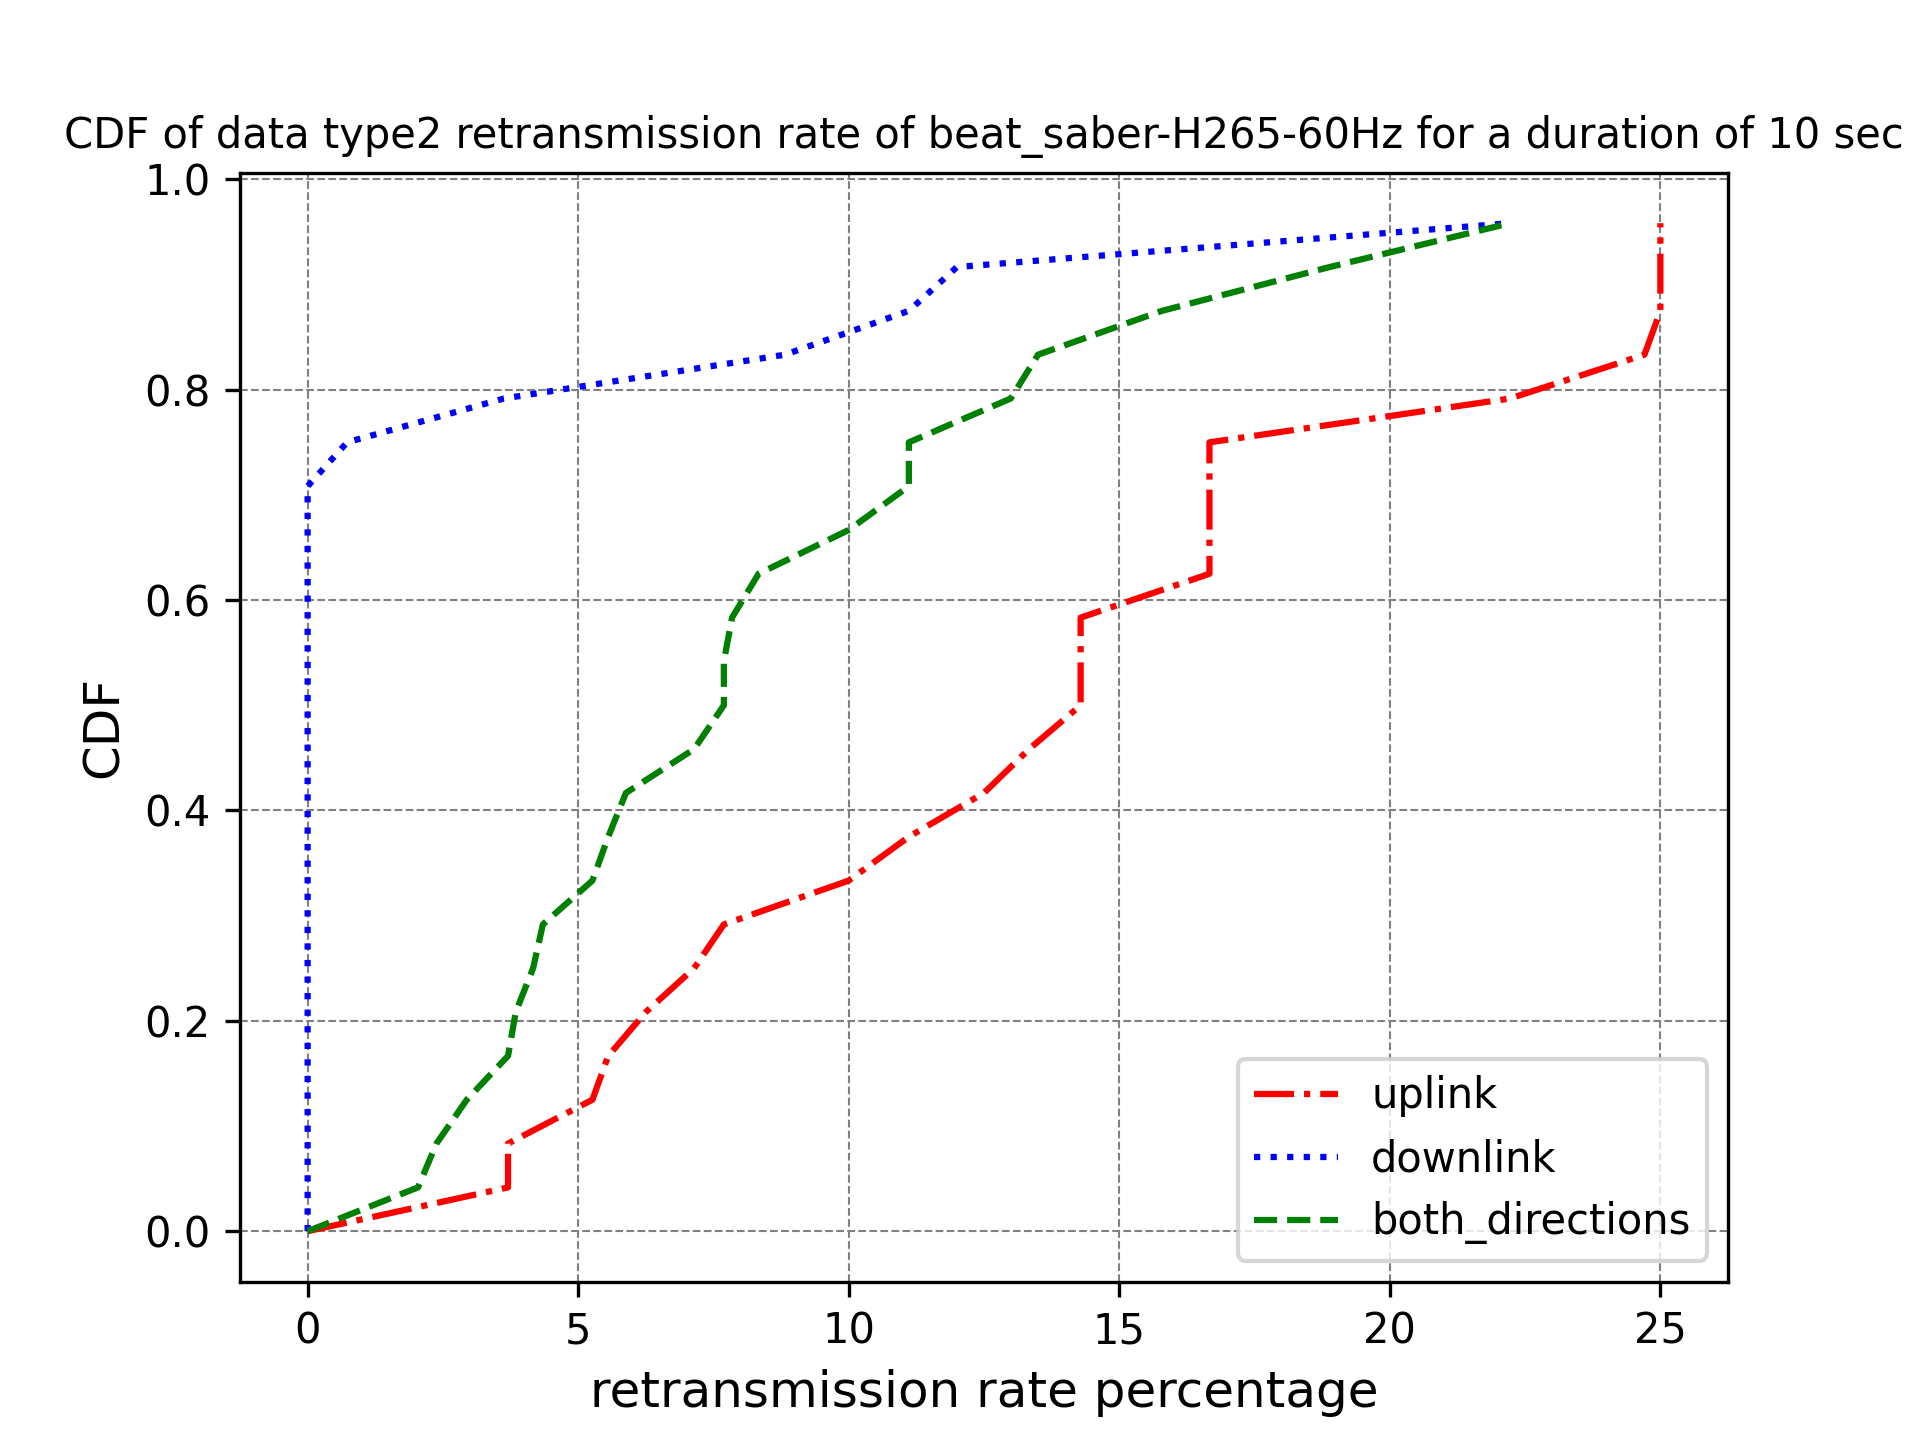 CDF of data type2 retransmission rate of beat_saber-H265-60Hz for a duration of 10 sec
1.0
0.8
0.6
0.4
0.2
0.0
CDF
uplink
downlink
both_directions
0 5 10 15 20 25
retransmission rate percentage